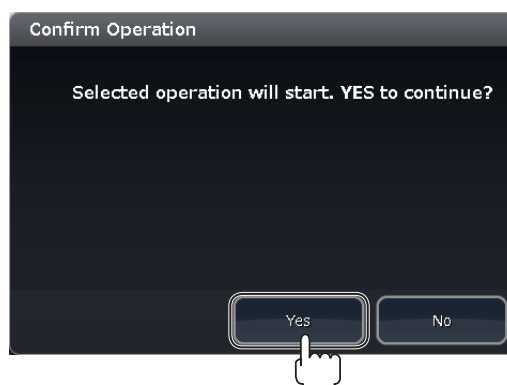 Confirm Operation
Selected operation will start. YES to continue?
Yes No